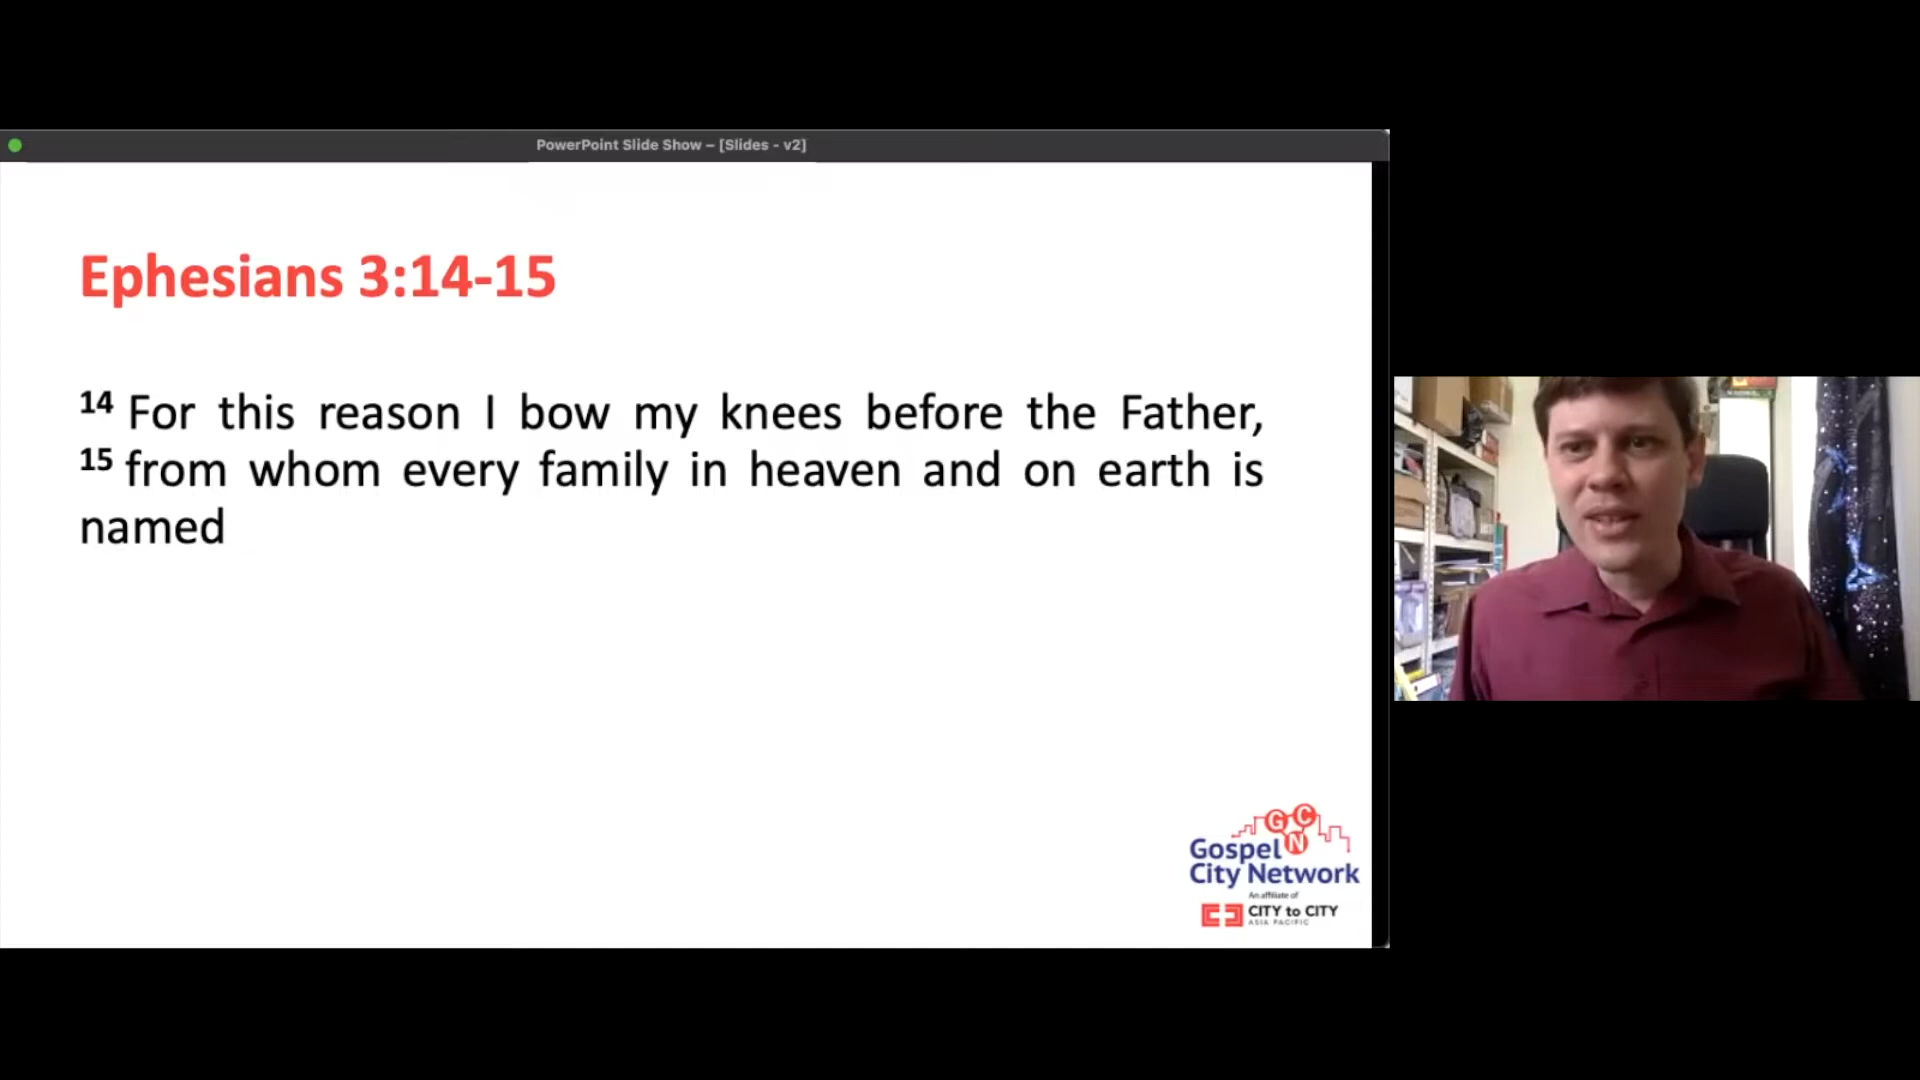 PowerPoint Slide Show – [Slides - v2]
Ephesians 3:14-15
14 For this reason I bow my knees before the Father,
15 from whom every family in heaven and on earth is
named
G C
N
Gospel
City Network
An affiliate of
CITY to CITY
ASIA PACIFIC